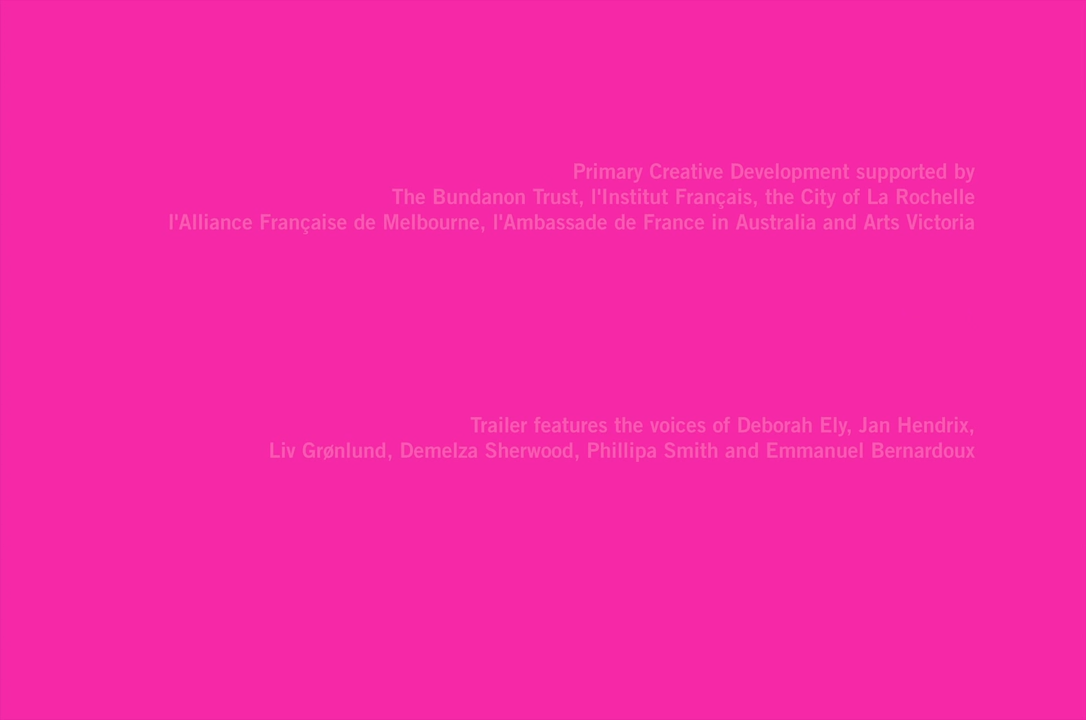 Primary Creative Development supported by
The Bundanon Trust, l'Institut Français, the City of La Rochelle
l'Alliance Française de Melbourne, l'Ambassade de France in Australia and Arts Victoria
Trailer features the voices of Deborah Ely, Jan Hendrix,
Liv Grønlund, Demelza Sherwood, Phillipa Smith and Emmanuel Bernardoux